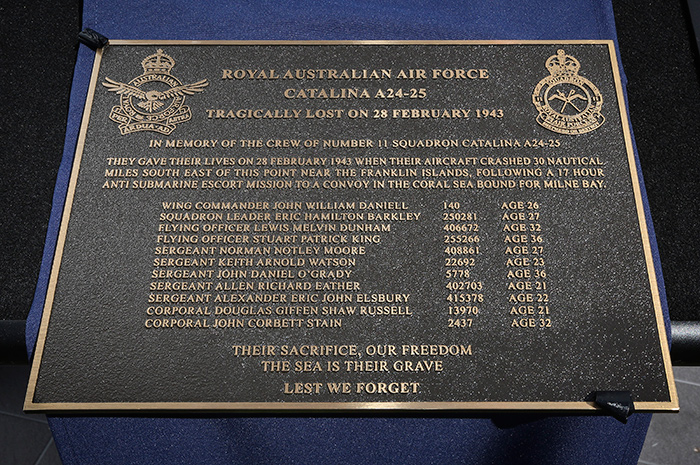 ROYAL AUSTRALIAN AIR FORCE
CATALINA A24-25
TRAGICALLY LOST ON 28 FEBRUARY 1943
IN MEMORY OF THE CREW OF NUMBER 11 SQUADRON CATALINA A24-25
THEY GAVE THEIR LIVES ON 28 FEBRUARY 1943 WHEN THEIR AIRCRAFT CRASHED 30 NAUTICAL
MILES SOUTH EAST OF THIS POINT NEAR THE FRANKLIN ISLANDS, FOLLOWING A 17 HOUR
ANTI SUBMARINE ESCORT MISSION TO A CONVOY IN THE CORAL SEA BOUND FOR MILNE BAY.
WING COMMANDER JOHN WILLIAM DANIELL 140 AGE 26
SQUADRON LEADER ERIC HAMILTON BARKLEY 250281 AGE 27
FLYING OFFICER LEWIS MELVIN DUNHAM 406672 AGE 32
FLYING OFFICER STUART PATRICK KING 255266 AGE 36
SERGEANT NORMAN NOTLEY MOORE 408861 AGE 27
SERGEANT KEITH ARNOLD WATSON 22692 AGE 23
SERGEANT JOHN DANIEL O'GRADY 5778 AGE 36
SERGEANT ALLEN RICHARD EATHER 402703 AGE 21
SERGEANT ALEXANDER ERIC JOHN ELSBURY 415378 AGE 22
CORPORAL DOUGLAS GIFFEN SHAW RUSSELL 13970 AGE 21
CORPORAL JOHN CORBETT STAIN 2437 AGE 32
THEIR SACRIFICE, OUR FREEDOM
THE SEA IS THEIR GRAVE
LEST WE FORGET
PER
ARDUA·AD
ASTRA